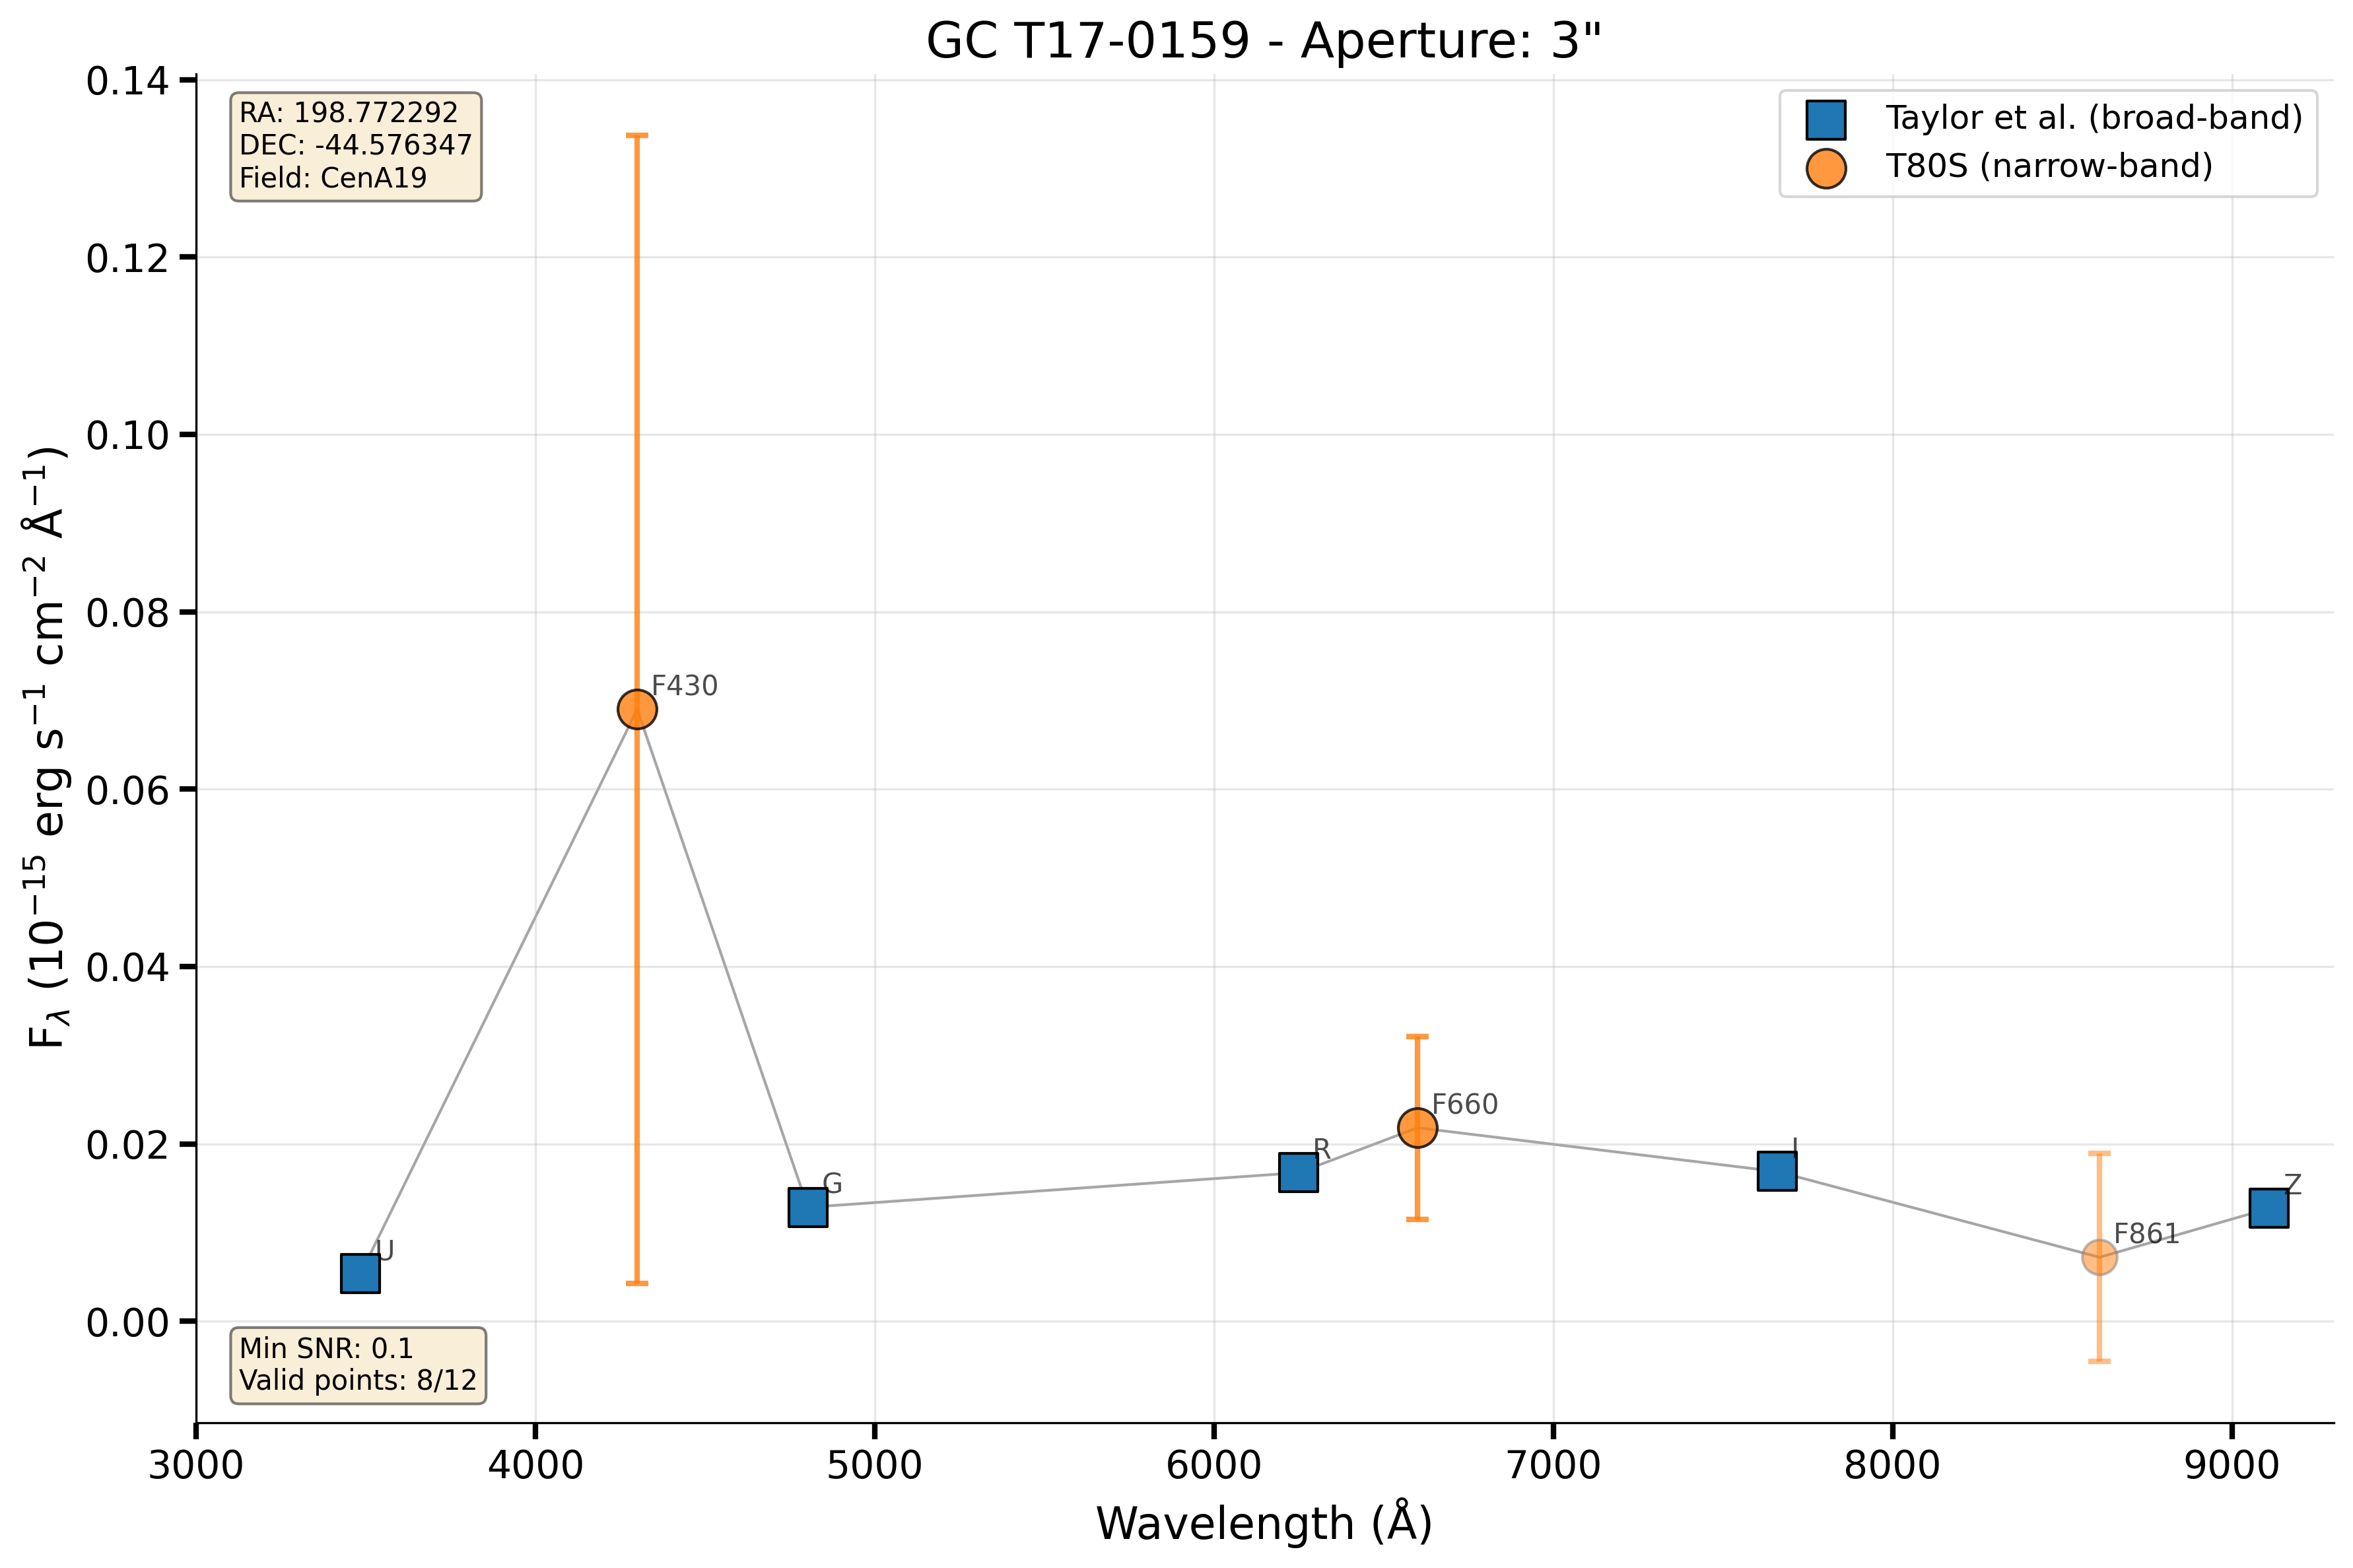 GC T17-0159 - Aperture: 3"
RA: 198.772292
DEC: -44.576347
Field: CenA19
Taylor et al. (broad-band)
T80S (narrow-band)
0.14
0.12
0.10
0.08
0.06
0.04
0.02
0.00
F430
F660
R
I
G
Z
F861
U
Min SNR: 0.1
Valid points: 8/12
3000 4000 5000 6000 7000 8000 9000
Wavelength (Å)
Fλ (10⁻¹⁵ erg s⁻¹ cm⁻² Å⁻¹)